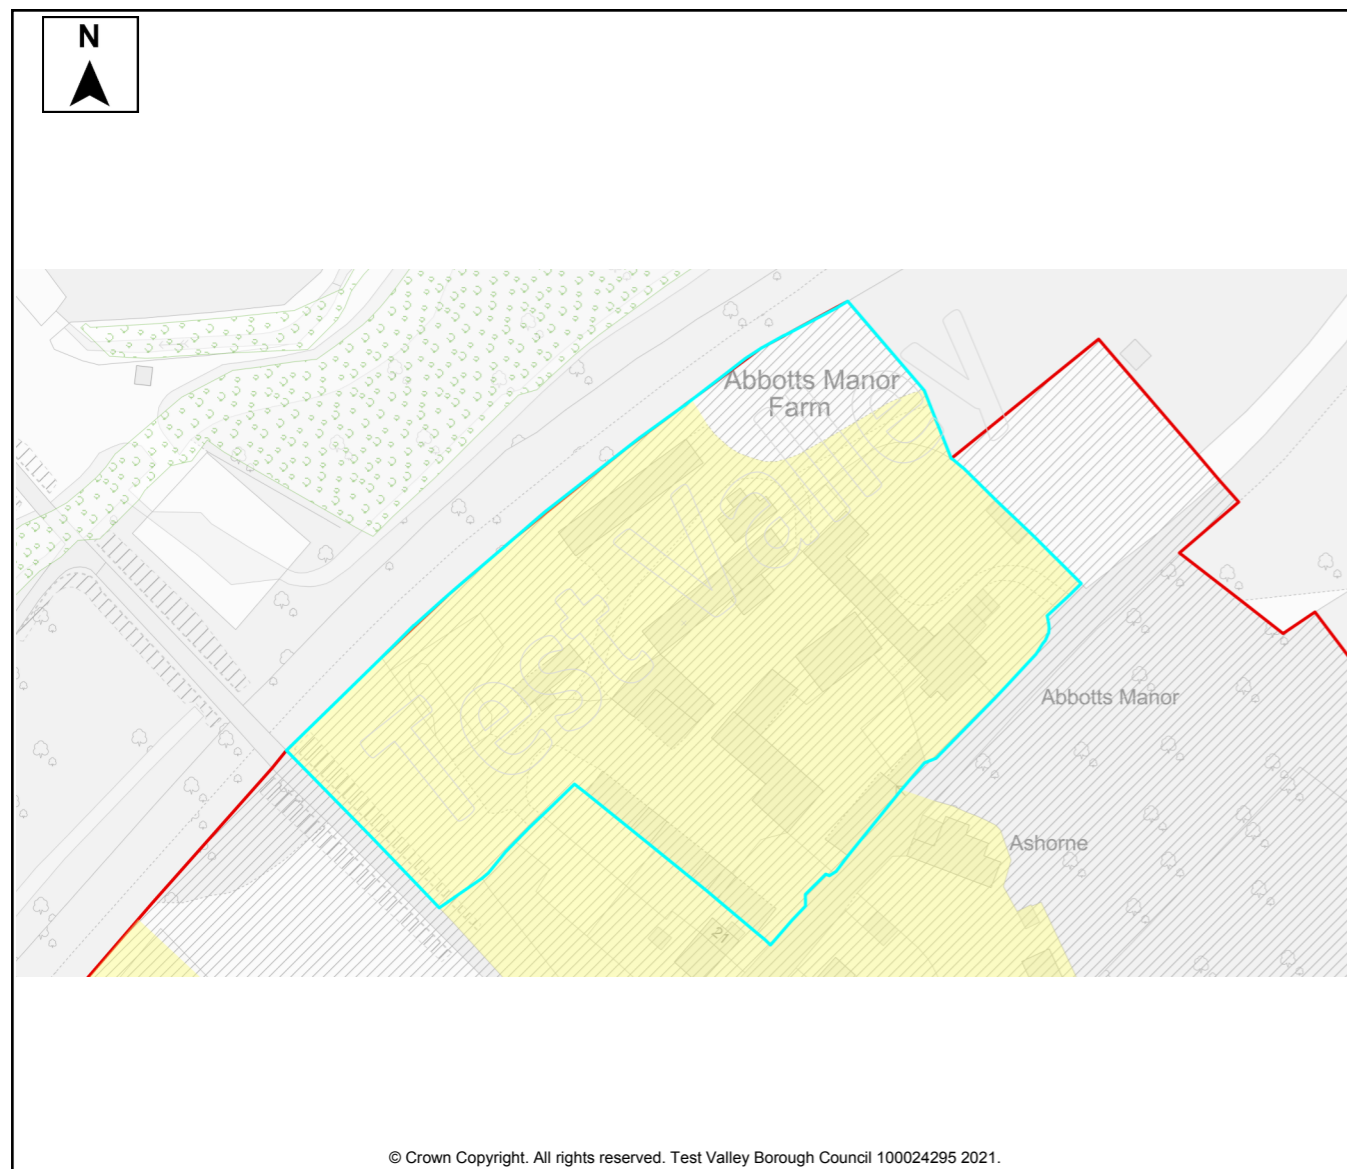 N
Abbotts Manor
Farm
Test Valley
Abbotts Manor
Ashorne
21
© Crown Copyright. All rights reserved. Test Valley Borough Council 100024295 2021.